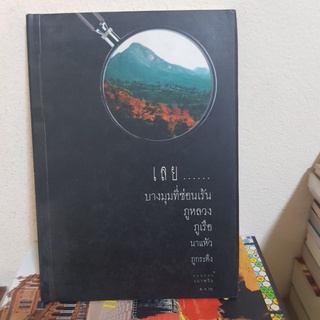 เลย......
บางมุมที่ซ่อนเร้น
ภูหลวง
ภูเรือ
นาแห้ว
ภูกระดึง